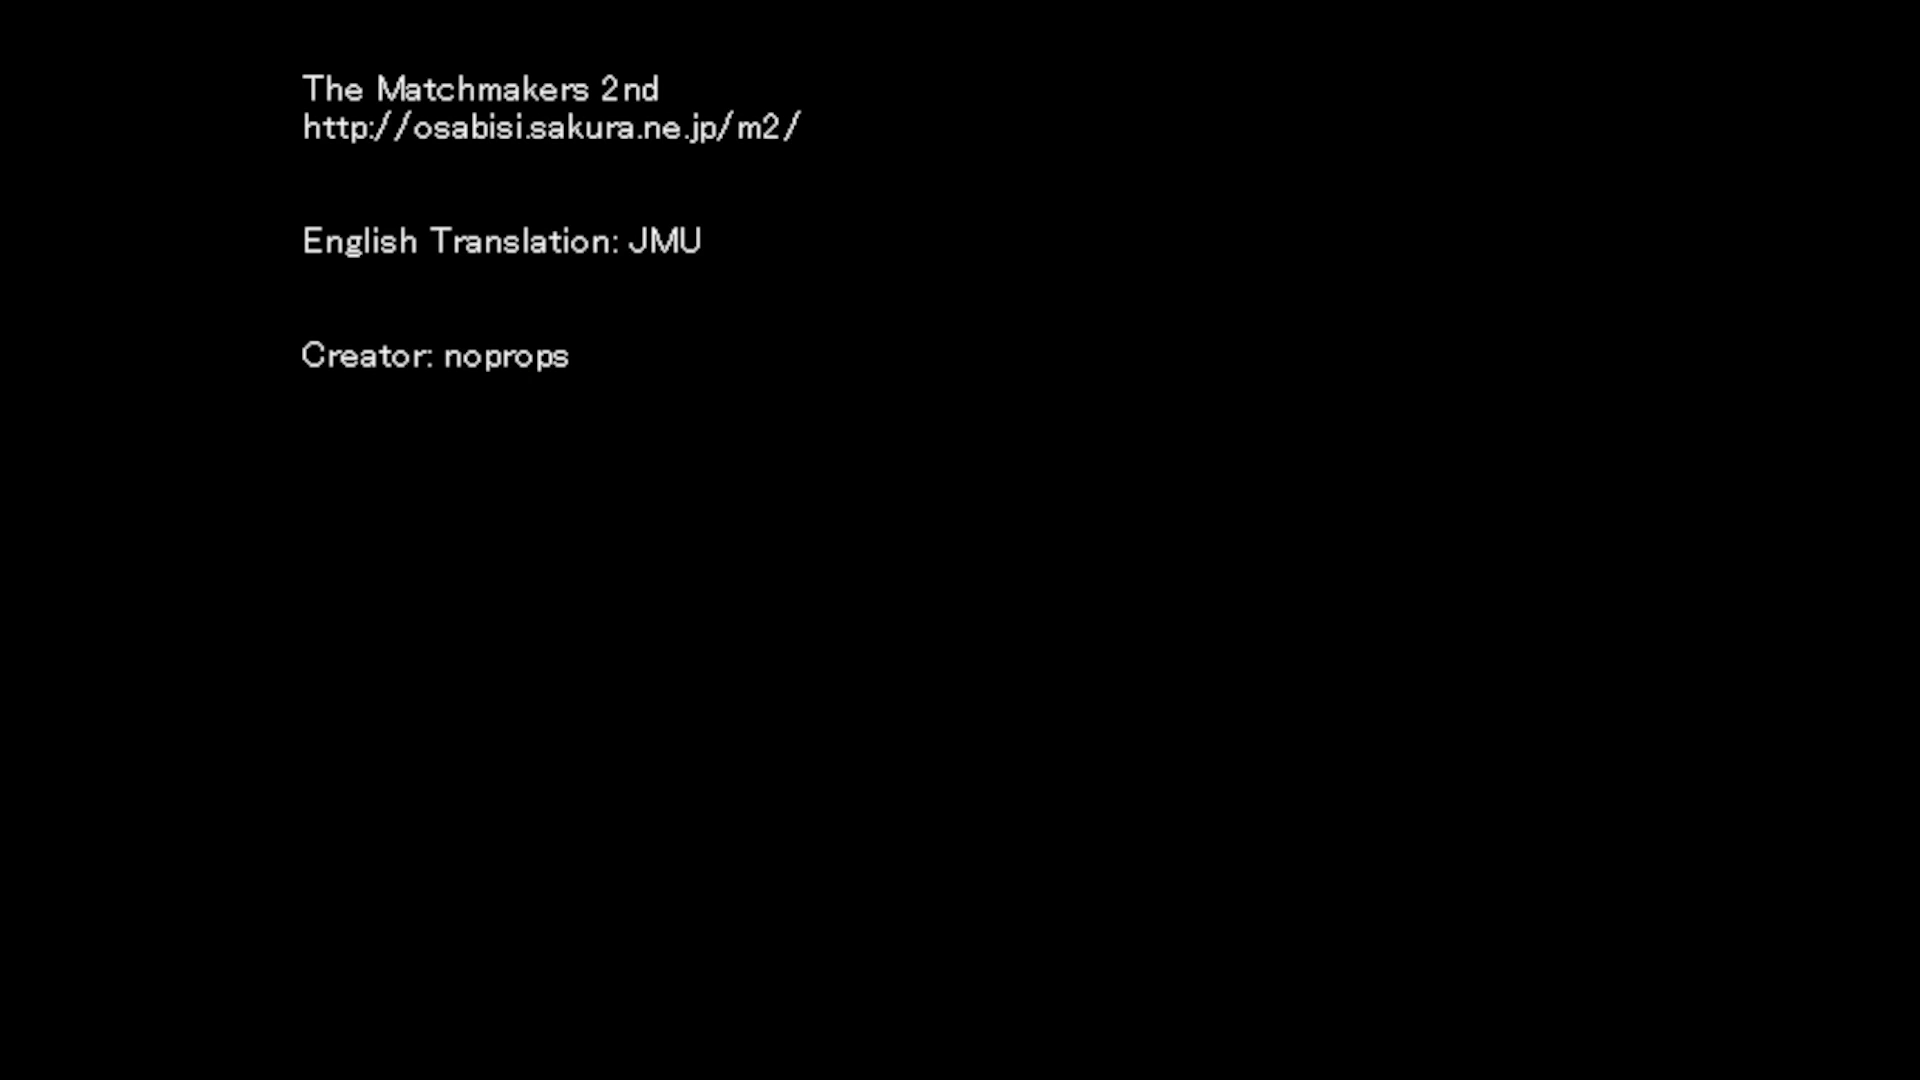 The Matchmakers 2nd
http://osabisi.sakura.ne.jp/m2/
English Translation: JMU
Creator: noprops